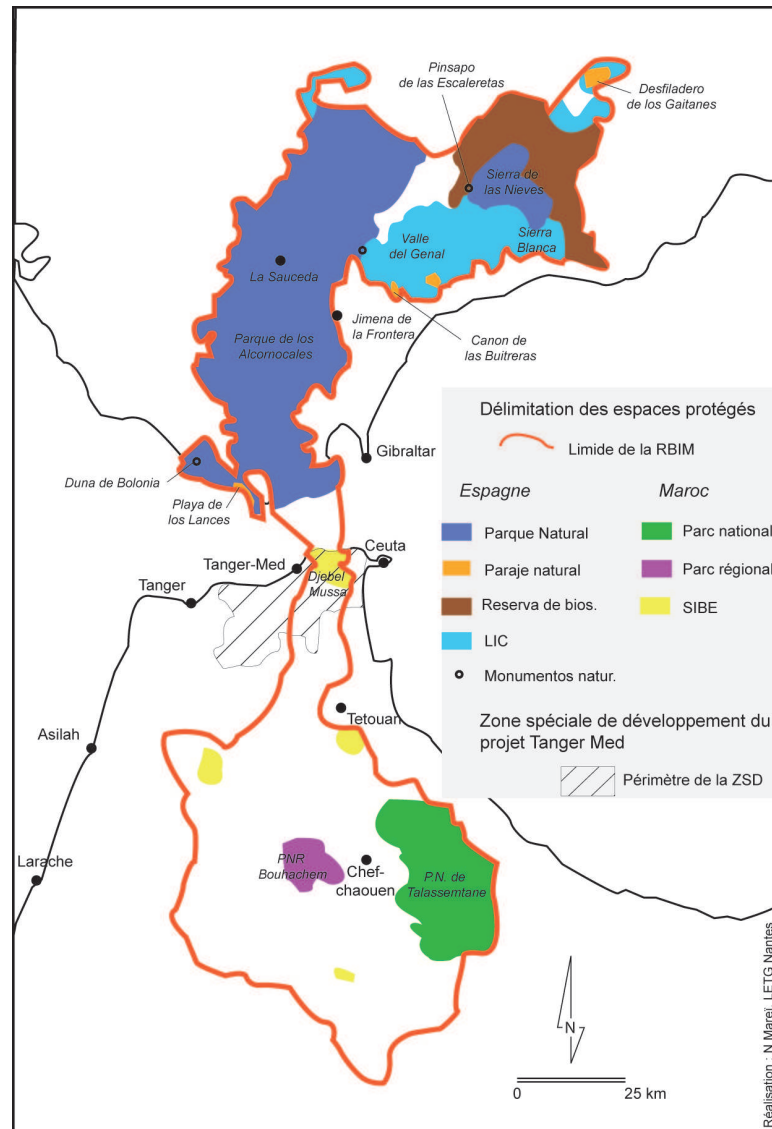 Pinsapo
de las Escaleretas
Desfiladero
de los Gaitanes
Sierra de
las Nieves
Valle
del Genal
Sierra
Blanca
La Sauceda
Jimena de
la Frontera
Canon de
las Buitreras
Parque de los
Alcornocales
Gibraltar
Duna de Bolonia
Playa de
los Lances
Tanger-Med
Ceuta
Djebel
Mussa
Tanger
Tetouan
Asilah
Larache
PNR
Bouhachem
Chef-
chaouen
P.N. de
Talassemtane
Délimitation des espaces protégés
Limide de la RBIM
Espagne
Maroc
Parque Natural
Parc national
Paraje natural
Parc régional
Reserva de bios.
SIBE
LIC
Monumentos natur.
Zone spéciale de développement du
projet Tanger Med
Périmètre de la ZSD
N
0 25 km
Réalisation : N Mareï, LETG Nantes